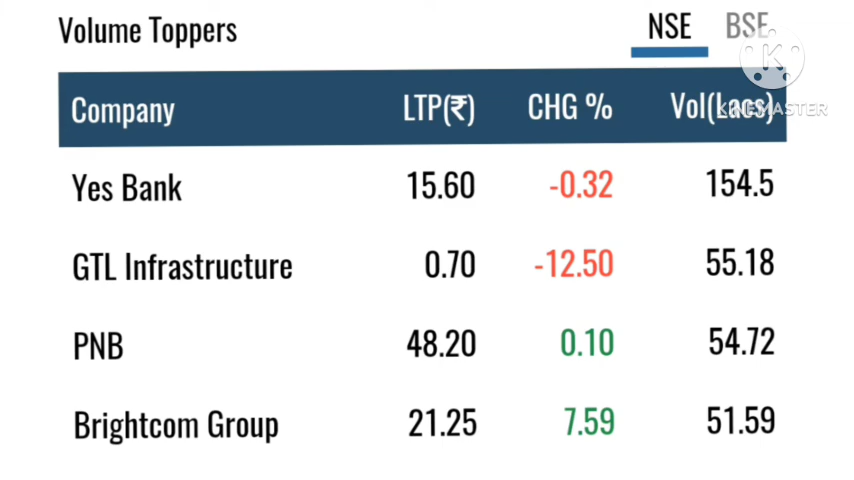 Volume Toppers NSE BSE
Company LTP(₹) CHG % Vol(Lacs)
KINEMASTER
Yes Bank 15.60 -0.32 154.5
GTL Infrastructure 0.70 -12.50 55.18
PNB 48.20 0.10 54.72
Brightcom Group 21.25 7.59 51.59